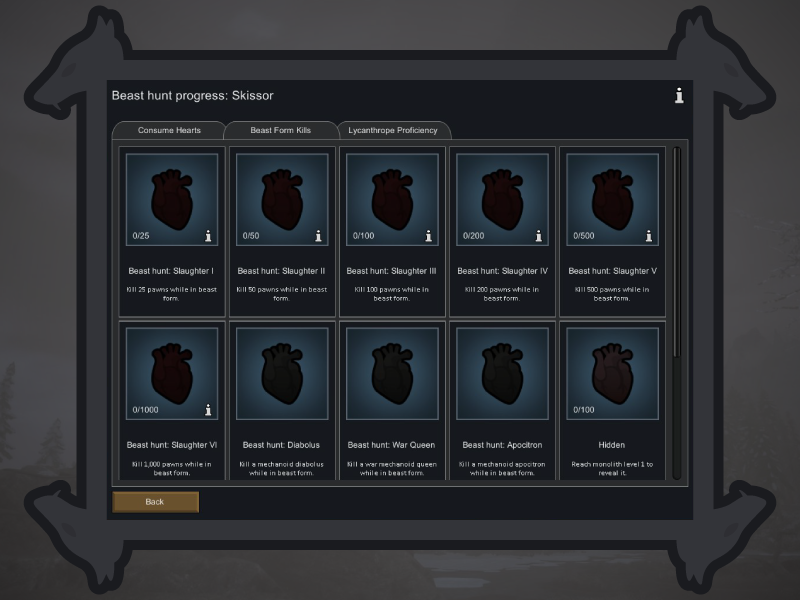 Beast hunt progress: Skissor
Consume Hearts
Beast Form Kills
Lycanthrope Proficiency
0/25
0/50
0/100
0/200
0/500
Beast hunt: Slaughter I
Beast hunt: Slaughter II
Beast hunt: Slaughter III
Beast hunt: Slaughter IV
Beast hunt: Slaughter V
Kill 25 pawns while in beast
form.
Kill 50 pawns while in beast
form.
Kill 100 pawns while in
beast form.
Kill 200 pawns while in
beast form.
Kill 500 pawns while in
beast form.
0/1000
0/100
Beast hunt: Slaughter VI
Beast hunt: Diabolus
Beast hunt: War Queen
Beast hunt: Apocitron
Hidden
Kill 1,000 pawns while in
beast form.
Kill a mechanoid diabolus
while in beast form.
Kill a war mechanoid queen
while in beast form.
Kill a mechanoid apocitron
while in beast form.
Reach monolith level 1 to
reveal it.
Back